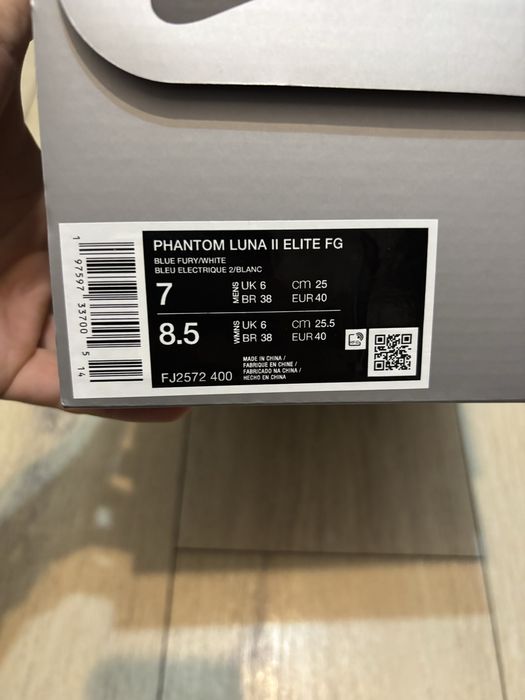 PHANTOM LUNA II ELITE FG
BLUE FURY/WHITE
BLEU ELECTRIQUE 2/BLANC
7 MENS UK 6 cm 25
BR 38 EUR 40
8.5 WMNS UK 6 cm 25.5
BR 38 EUR 40
FJ2572 400
MADE IN CHINA /
FABRIQUÉ EN CHINE /
FABRICADO NA CHINA /
HECHO EN CHINA
1 97597 33700 5 14